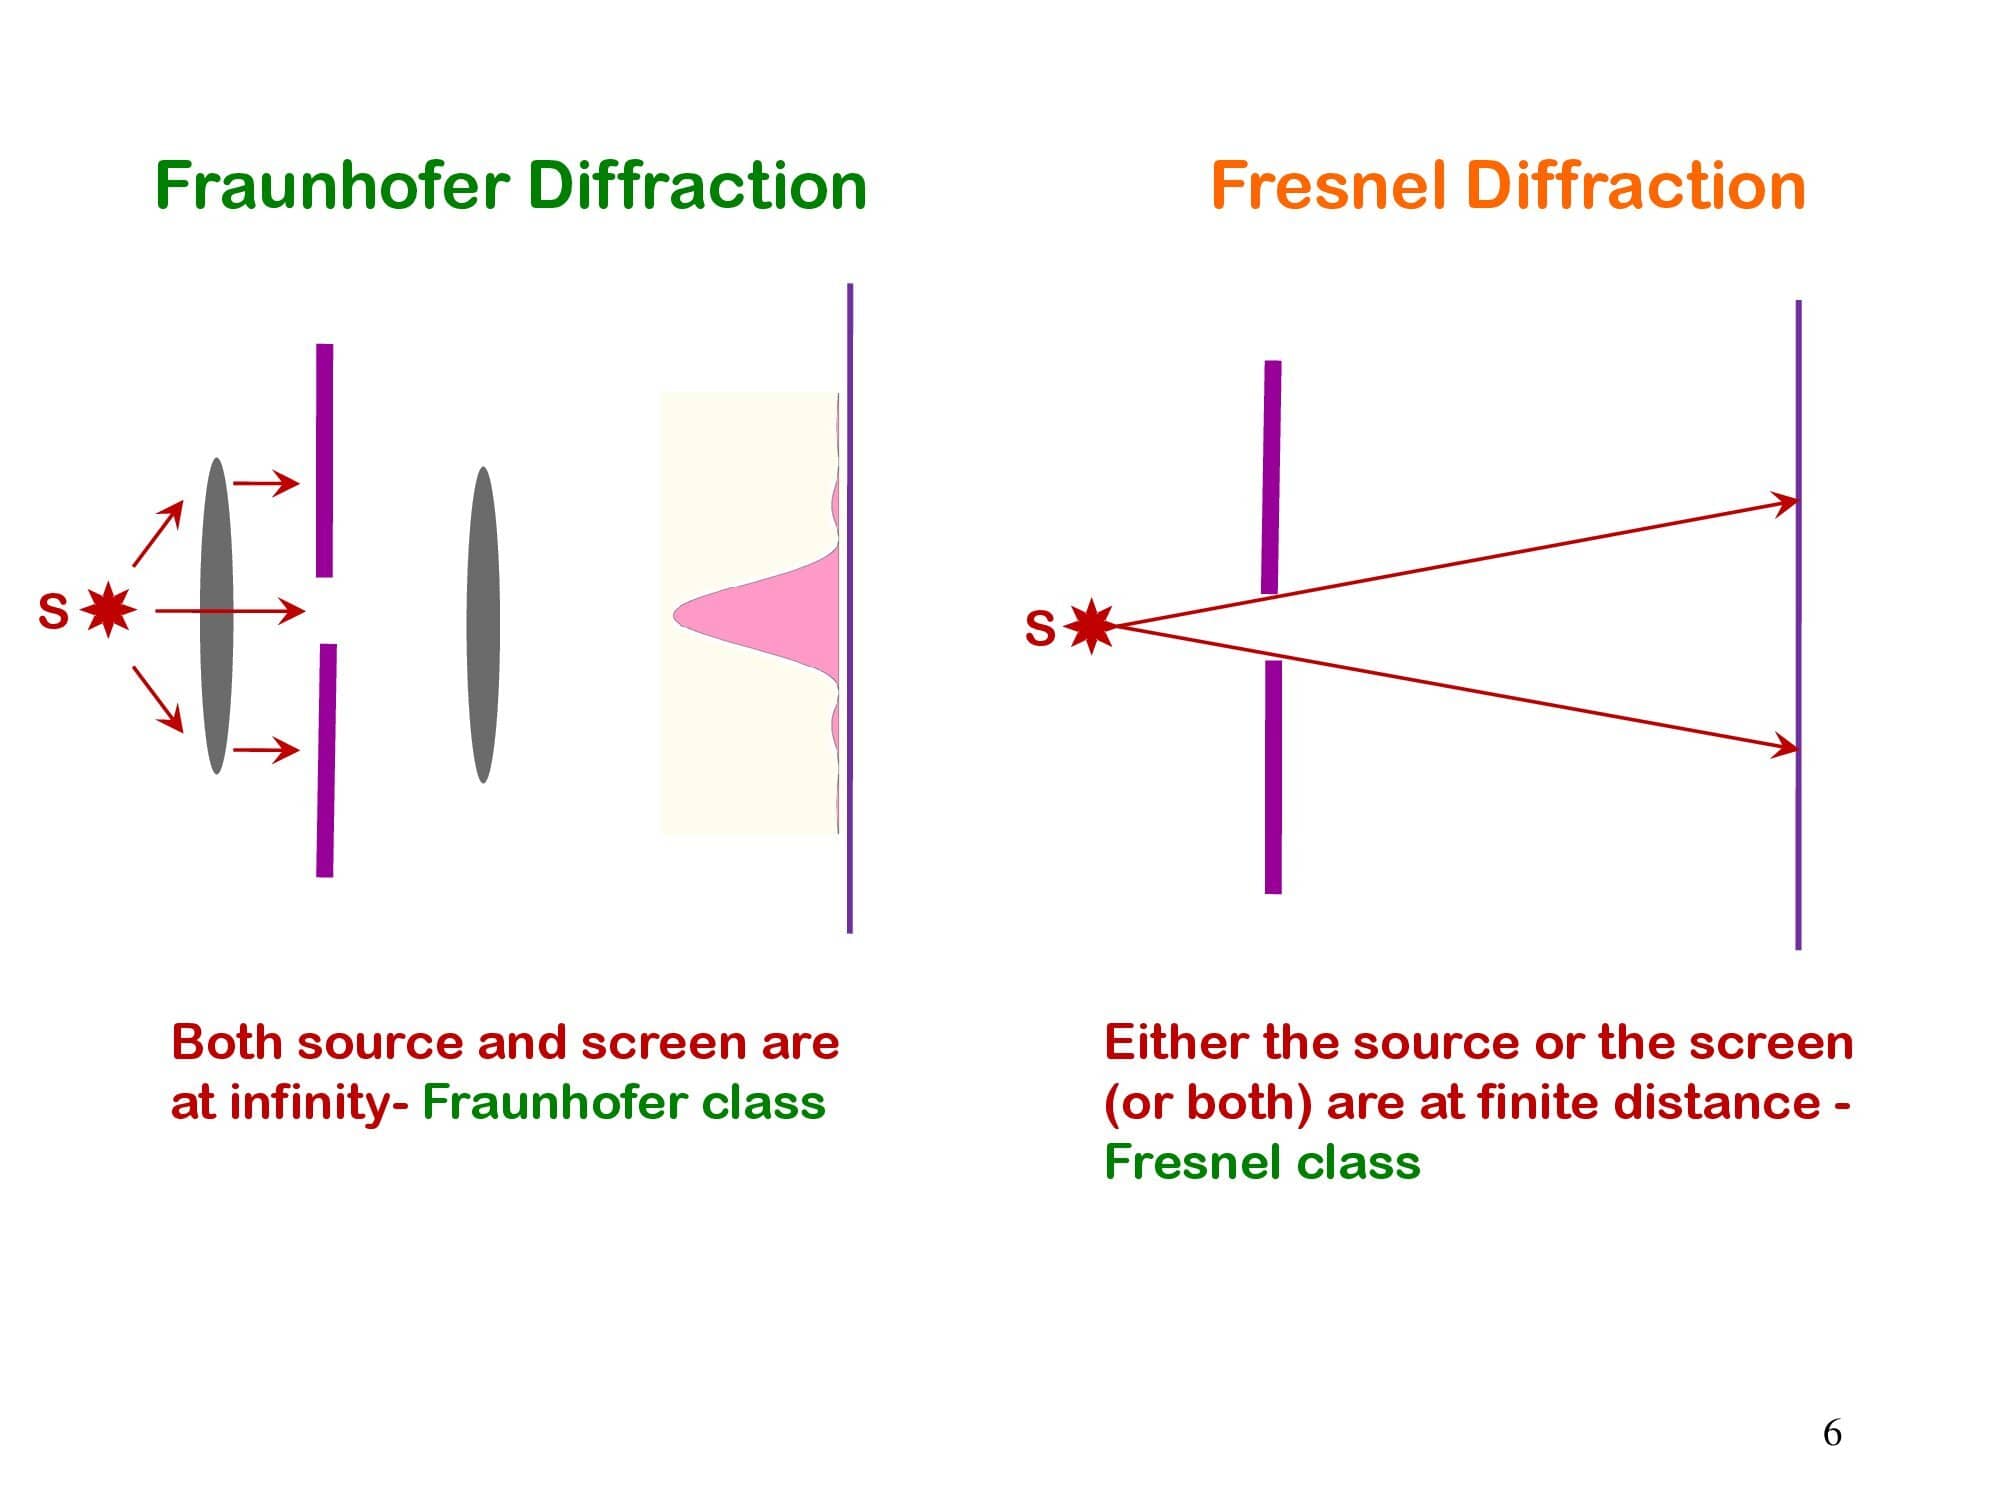 Fraunhofer Diffraction
Fresnel Diffraction
S
S
Both source and screen are
at infinity- Fraunhofer class
Either the source or the screen
(or both) are at finite distance -
Fresnel class
6